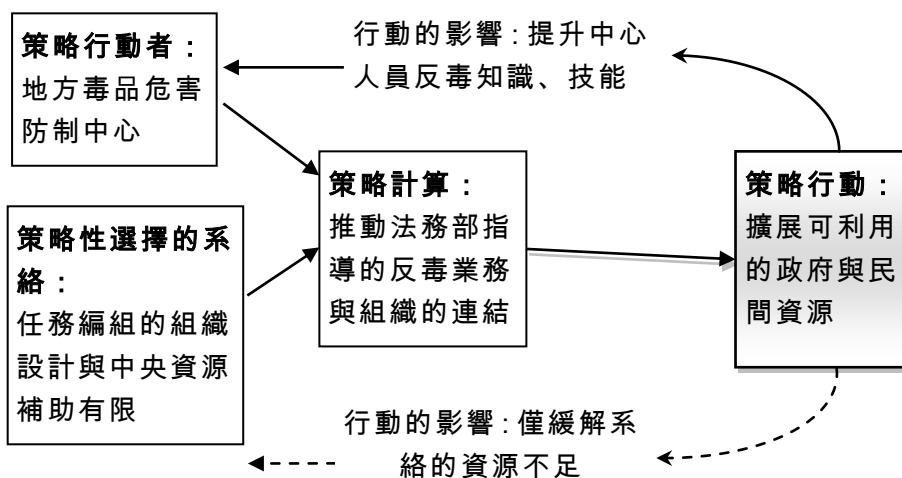 策略行動者：
地方毒品危害
防制中心
行動的影響:提升中心
人員反毒知識、技能
策略計算：
推動法務部指
導的反毒業務
與組織的連結
策略行動：
擴展可利用
的政府與民
間資源
策略性選擇的系
絡：
任務編組的組織
設計與中央資源
補助有限
行動的影響:僅緩解系
絡的資源不足